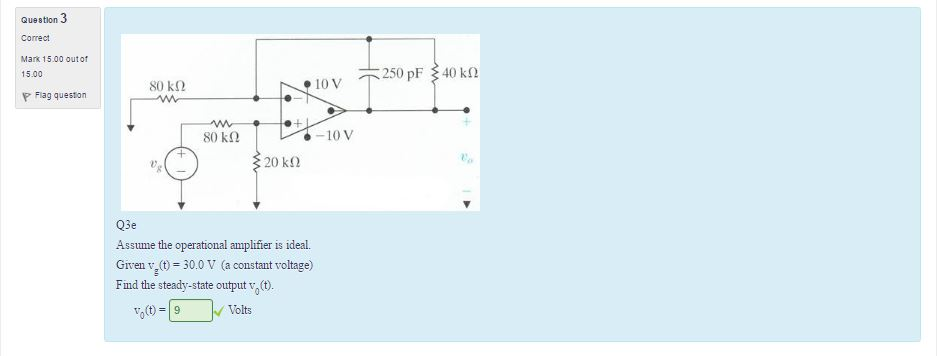 Question 3
Correct
Mark 15.00 out of
15.00
Flag question
80 kΩ
10 V
250 pF
40 kΩ
−
+
80 kΩ
−10 V
+
vg
+
20 kΩ
vo
Q3e
Assume the operational amplifier is ideal.
Given vg(t) = 30.0 V (a constant voltage)
Find the steady-state output v0(t).
v0(t) = 9 Volts